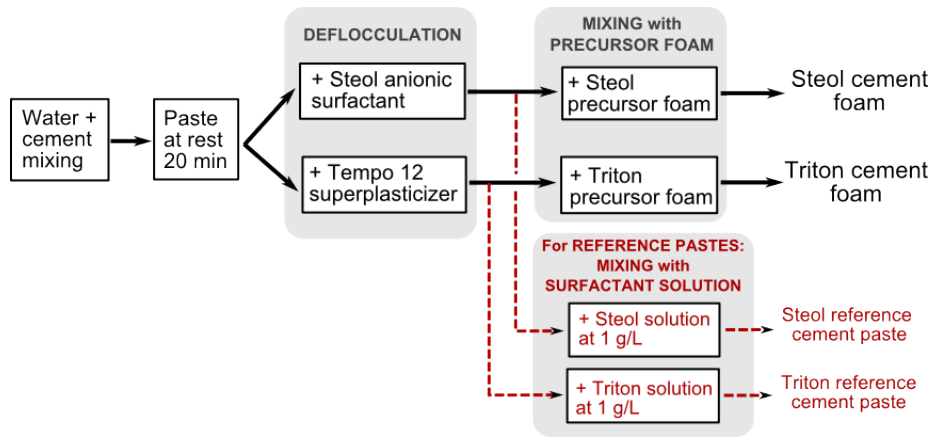 DEFLOCCULATION
MIXING with
PRECURSOR FOAM
Water +
cement
mixing
Paste
at rest
20 min
+ Steol anionic
surfactant
+ Steol
precursor foam
Steol cement
foam
+ Tempo 12
superplasticizer
+ Triton
precursor foam
Triton cement
foam
For REFERENCE PASTES:
MIXING with
SURFACTANT SOLUTION
+ Steol solution
at 1 g/L
Steol reference
cement paste
+ Triton solution
at 1 g/L
Triton reference
cement paste